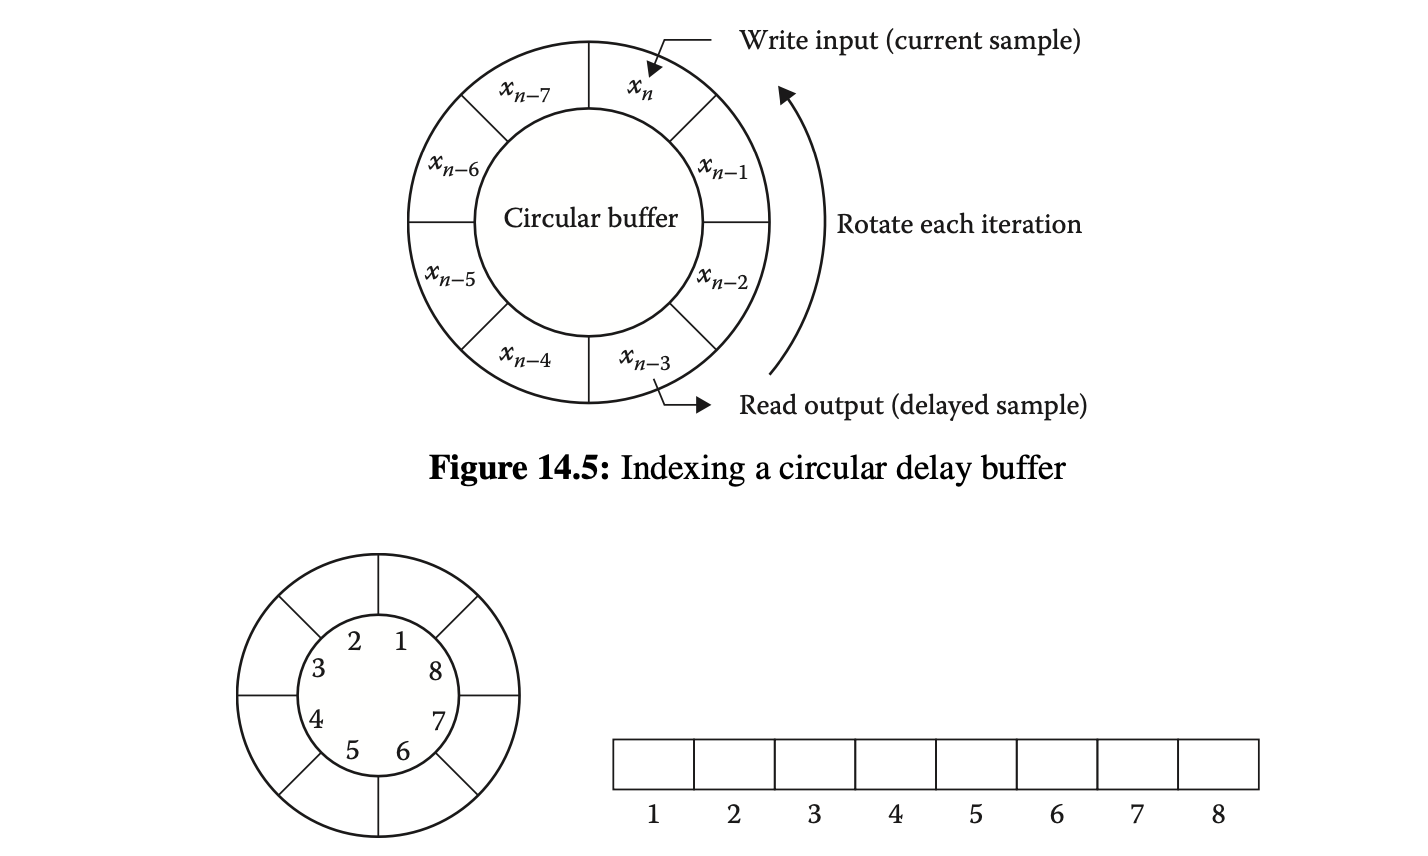 Write input (current sample)
xₙ₋₇
xₙ
xₙ₋₆
xₙ₋₁
Circular buffer
Rotate each iteration
xₙ₋₅
xₙ₋₂
xₙ₋₄
xₙ₋₃
Read output (delayed sample)
Figure 14.5: Indexing a circular delay buffer
2 1
3 8
4 7
5 6
1 2 3 4 5 6 7 8